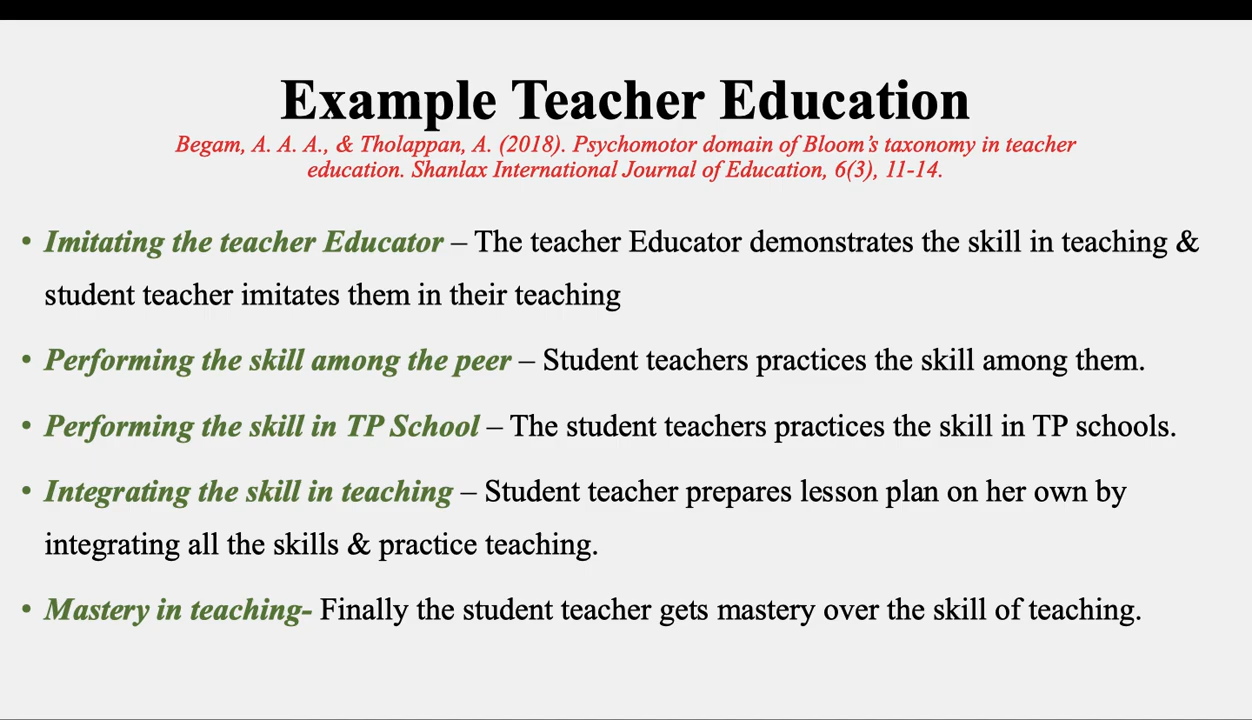 Example Teacher Education
Begam, A. A. A., & Tholappan, A. (2018). Psychomotor domain of Bloom’s taxonomy in teacher
education. Shanlax International Journal of Education, 6(3), 11-14.
• Imitating the teacher Educator – The teacher Educator demonstrates the skill in teaching &
student teacher imitates them in their teaching
• Performing the skill among the peer – Student teachers practices the skill among them.
• Performing the skill in TP School – The student teachers practices the skill in TP schools.
• Integrating the skill in teaching – Student teacher prepares lesson plan on her own by
integrating all the skills & practice teaching.
• Mastery in teaching- Finally the student teacher gets mastery over the skill of teaching.